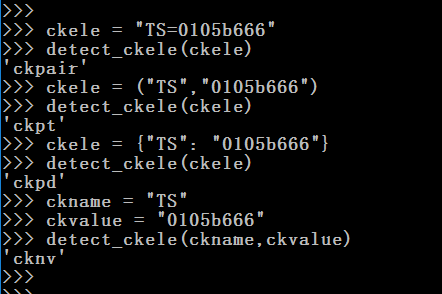 >>>
>>> ckele = "TS=0105b666"
>>> detect_ckele(ckele)
'ckpair'
>>> ckele = ("TS","0105b666")
>>> detect_ckele(ckele)
'ckpt'
>>> ckele = {"TS": "0105b666"}
>>> detect_ckele(ckele)
'ckpd'
>>> ckname = "TS"
>>> ckvalue = "0105b666"
>>> detect_ckele(ckname,ckvalue)
'cknv'
>>>
>>>